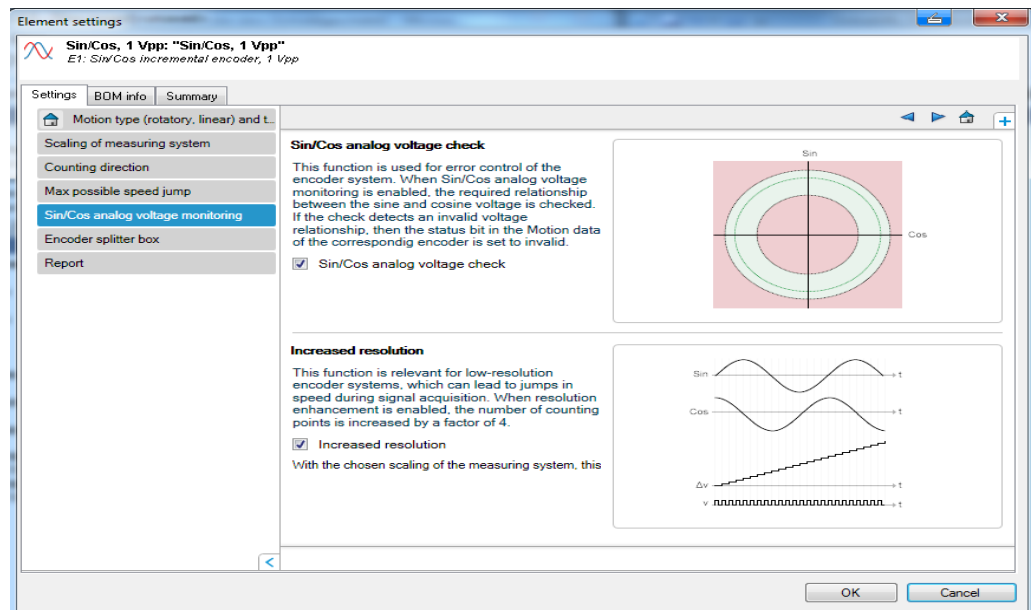 Element settings
Sin/Cos, 1 Vpp: "Sin/Cos, 1 Vpp"
E1: Sin/Cos incremental encoder, 1 Vpp
Settings
BOM info
Summary
Motion type (rotatory, linear) and t...
Scaling of measuring system
Counting direction
Max possible speed jump
Sin/Cos analog voltage monitoring
Encoder splitter box
Report
Sin/Cos analog voltage check
This function is used for error control of the
encoder system. When Sin/Cos analog voltage
monitoring is enabled, the required relationship
between the sine and cosine voltage is checked.
If the check detects an invalid voltage
relationship, then the status bit in the Motion data
of the correspondig encoder is set to invalid.
Sin/Cos analog voltage check
Sin
Cos
Increased resolution
This function is relevant for low-resolution
encoder systems, which can lead to jumps in
speed during signal acquisition. When resolution
enhancement is enabled, the number of counting
points is increased by a factor of 4.
Increased resolution
With the chosen scaling of the measuring system, this
Sin
t
Cos
t
Δv
t
v
t
OK
Cancel